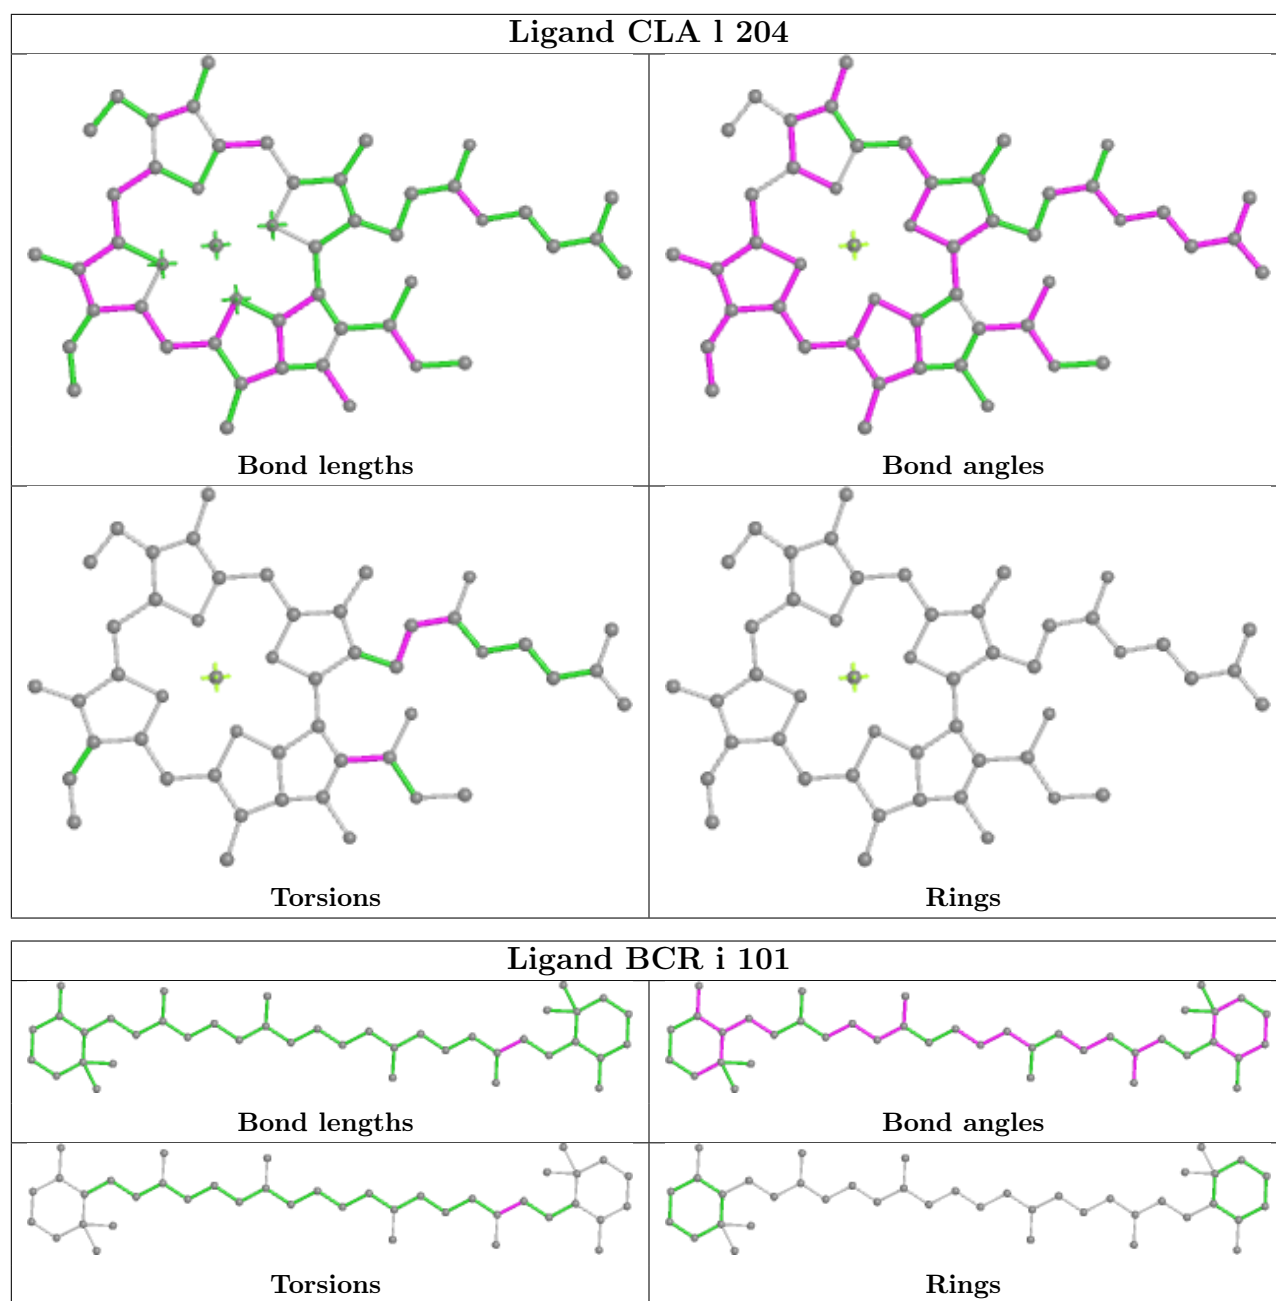 Ligand CLA l 204
Bond lengths
Bond angles
Torsions
Rings
Ligand BCR i 101
Bond lengths
Bond angles
Torsions
Rings